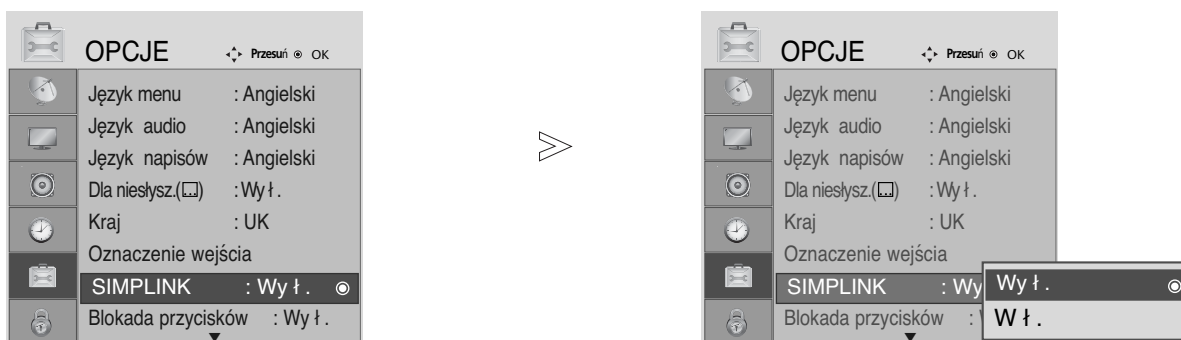 OPCJE Przesuń OK
Język menu : Angielski
Język audio : Angielski
Język napisów : Angielski
Dla niesłysz.(...) : Wył.
Kraj : UK
Oznaczenie wejścia
SIMPLINK : Wył.
Blokada przycisków : Wył.
OPCJE Przesuń OK
Język menu : Angielski
Język audio : Angielski
Język napisów : Angielski
Dla niesłysz.(...) : Wył.
Kraj : UK
Oznaczenie wejścia
SIMPLINK : Wy
Wył.
Blokada przycisków :
Wł.